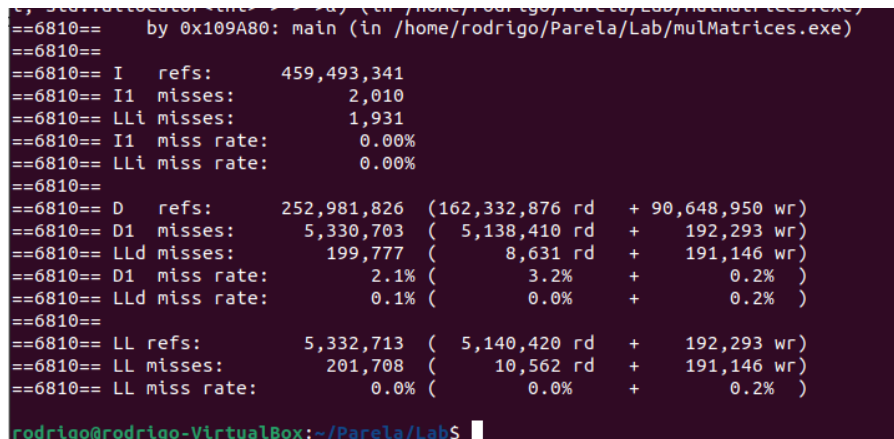 ==6810==    by 0x109A80: main (in /home/rodrigo/Parela/Lab/mulMatrices.exe)
==6810==
==6810== I   refs:      459,493,341
==6810== I1  misses:          2,010
==6810== LLi misses:          1,931
==6810== I1  miss rate:        0.00%
==6810== LLi miss rate:        0.00%
==6810==
==6810== D   refs:      252,981,826  (162,332,876 rd   + 90,648,950 wr)
==6810== D1  misses:      5,330,703  (  5,138,410 rd   +    192,293 wr)
==6810== LLd misses:        199,777  (      8,631 rd   +    191,146 wr)
==6810== D1  miss rate:         2.1% (        3.2%     +        0.2%  )
==6810== LLd miss rate:         0.1% (        0.0%     +        0.2%  )
==6810==
==6810== LL refs:         5,332,713  (  5,140,420 rd   +    192,293 wr)
==6810== LL misses:         201,708  (     10,562 rd   +    191,146 wr)
==6810== LL miss rate:          0.0% (        0.0%     +        0.2%  )
rodrigo@rodrigo-VirtualBox:~/Parela/Lab$